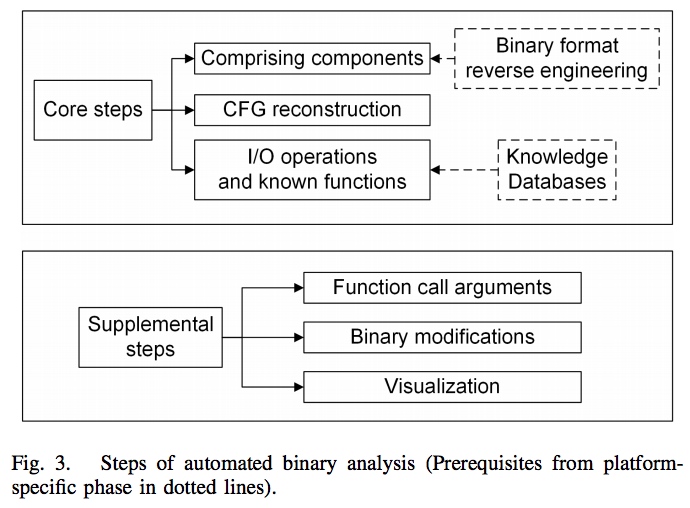 Core steps
Comprising components
Binary format
reverse engineering
CFG reconstruction
I/O operations
and known functions
Knowledge
Databases
Supplemental
steps
Function call arguments
Binary modifications
Visualization
Fig. 3. Steps of automated binary analysis (Prerequisites from platform-
specific phase in dotted lines).